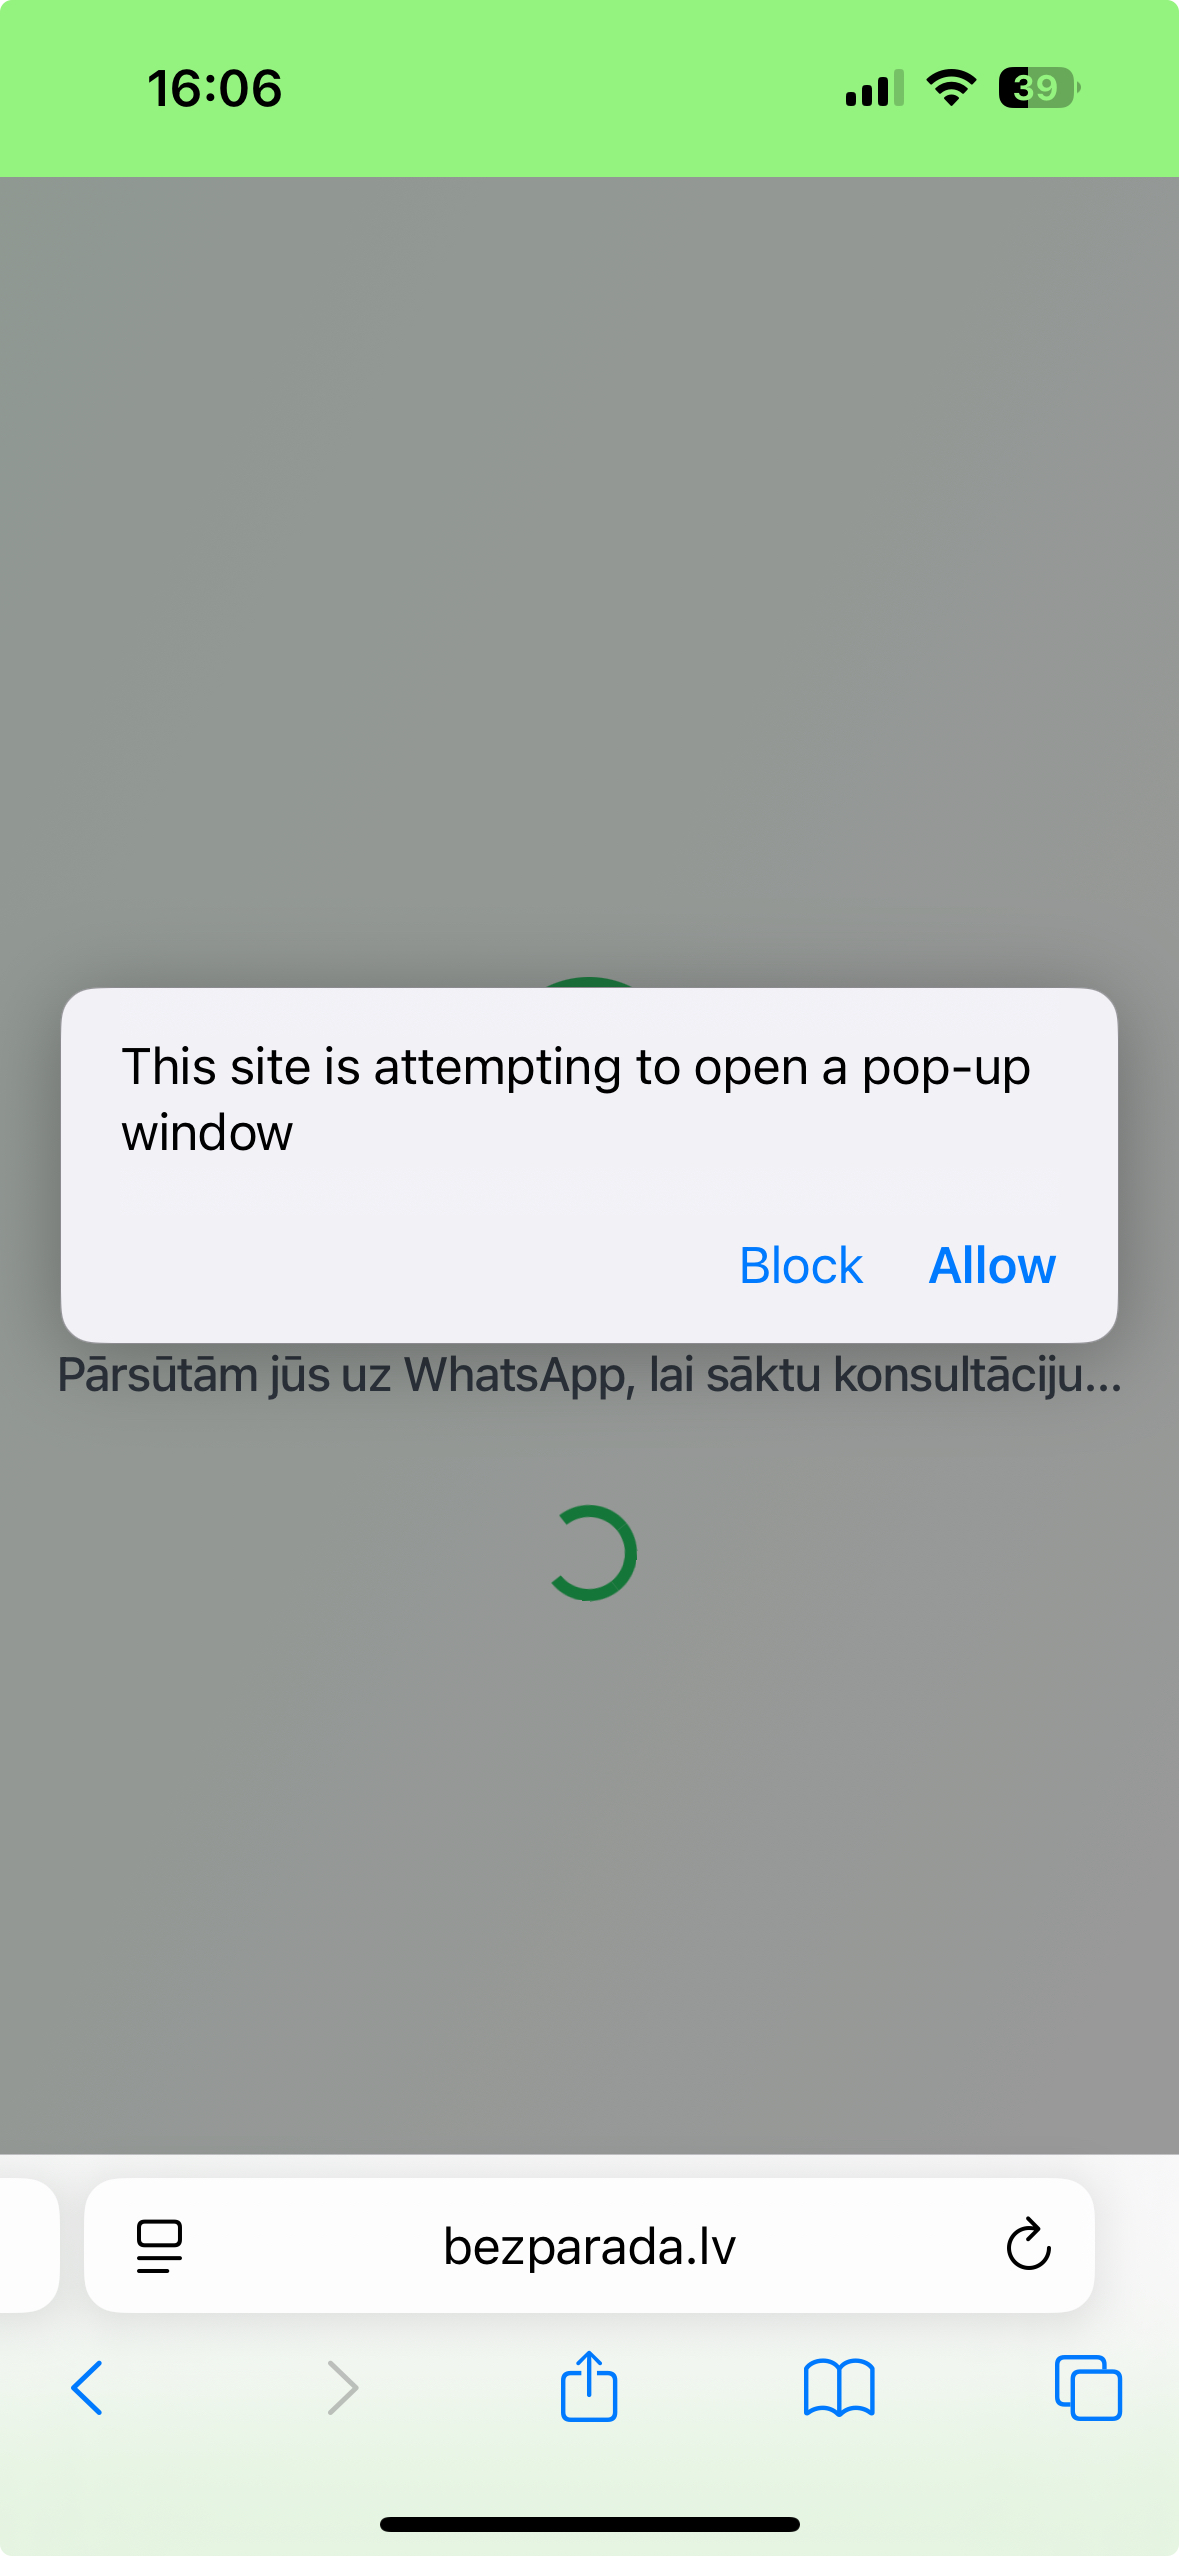 16:06
39
This site is attempting to open a pop-up
window
Block Allow
Pārsūtām jūs uz WhatsApp, lai sāktu konsultāciju...
bezparada.lv